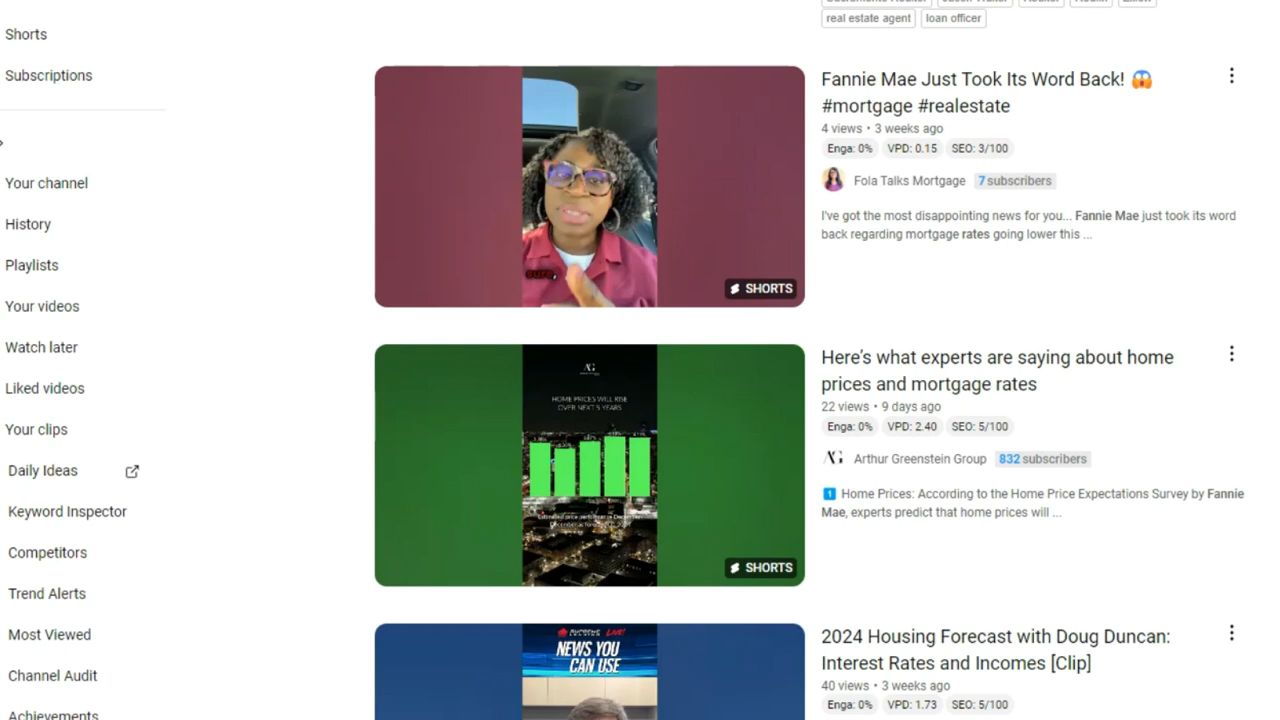 Shorts
Subscriptions
Your channel
History
Playlists
Your videos
Watch later
Liked videos
Your clips
Daily Ideas
Keyword Inspector
Competitors
Trend Alerts
Most Viewed
Channel Audit
Achievements
real estate agent
loan officer
sure,
SHORTS
Fannie Mae Just Took Its Word Back! 😱
#mortgage #realestate
4 views • 3 weeks ago
Enga: 0% VPD: 0.15 SEO: 3/100
Fola Talks Mortgage 7 subscribers
I've got the most disappointing news for you... Fannie Mae just took its word
back regarding mortgage rates going lower this ...
AG
HOME PRICES WILL RISE
OVER NEXT 5 YEARS
SHORTS
Here's what experts are saying about home
prices and mortgage rates
22 views • 9 days ago
Enga: 0% VPD: 2.40 SEO: 5/100
AG Arthur Greenstein Group 832 subscribers
1 Home Prices: According to the Home Price Expectations Survey by Fannie
Mae, experts predict that home prices will ...
LIVE!
NEWS YOU
CAN USE
2024 Housing Forecast with Doug Duncan:
Interest Rates and Incomes [Clip]
40 views • 3 weeks ago
Enga: 0% VPD: 1.73 SEO: 5/100